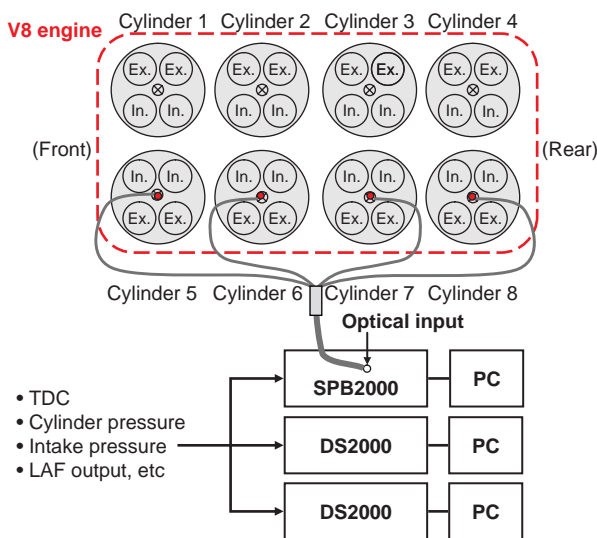 V8 engine
Cylinder 1 Cylinder 2 Cylinder 3 Cylinder 4
Ex. Ex. Ex. Ex. Ex. Ex. Ex. Ex.
In. In. In. In. In. In. In. In.
(Front) (Rear)
In. In. In. In. In. In. In. In.
Ex. Ex. Ex. Ex. Ex. Ex. Ex. Ex.
Cylinder 5 Cylinder 6 Cylinder 7 Cylinder 8
Optical input
SPB2000 PC
• TDC
• Cylinder pressure
• Intake pressure
• LAF output, etc
DS2000 PC
DS2000 PC